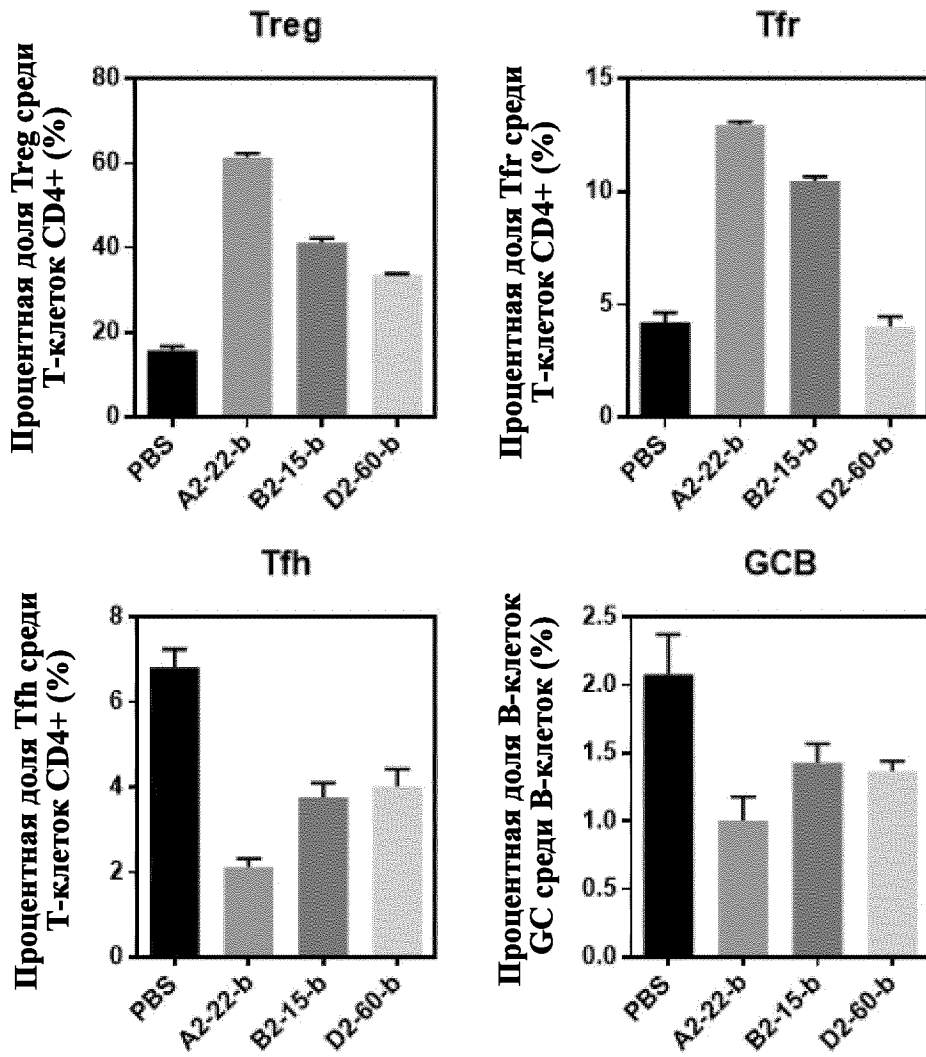 Treg
Процентная доля Treg среди
Т-клеток CD4+ (%)
80
60
40
20
0
PBS
A2-22-b
B2-15-b
D2-60-b
Tfr
Процентная доля Tfr среди
Т-клеток CD4+ (%)
15
10
5
0
PBS
A2-22-b
B2-15-b
D2-60-b
Tfh
Процентная доля Tfh среди
Т-клеток CD4+ (%)
8
6
4
2
0
PBS
A2-22-b
B2-15-b
D2-60-b
GCB
Процентная доля В-клеток
GC среди В-клеток (%)
2.5
2.0
1.5
1.0
0.5
0.0
PBS
A2-22-b
B2-15-b
D2-60-b